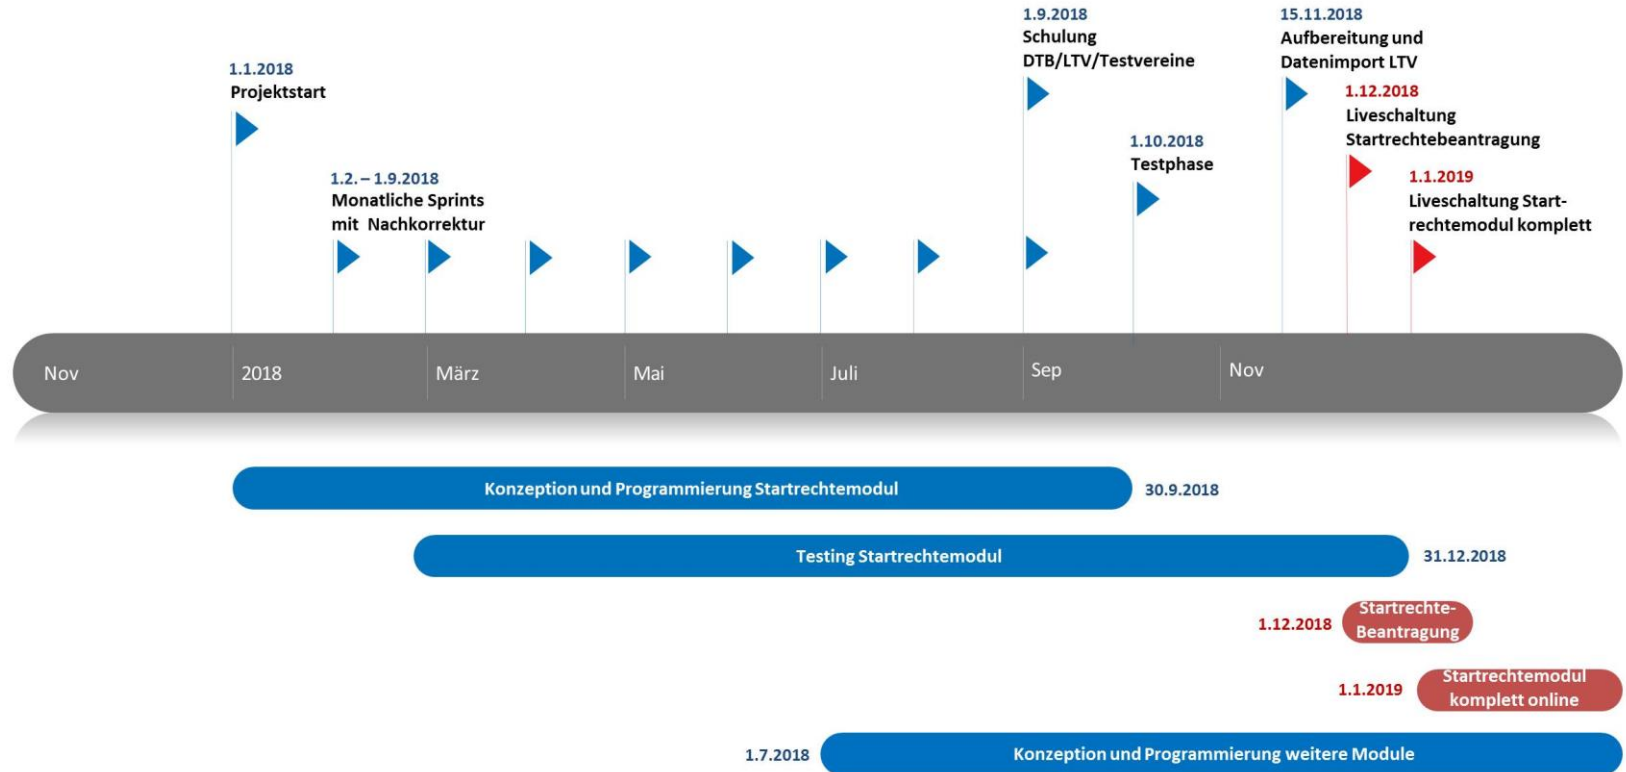 1.1.2018
Projektstart
1.2. – 1.9.2018
Monatliche Sprints
mit Nachkorrektur
1.9.2018
Schulung
DTB/LTV/Testvereine
1.10.2018
Testphase
15.11.2018
Aufbereitung und
Datenimport LTV
1.12.2018
Liveschaltung
Startrechtebeantragung
1.1.2019
Liveschaltung Start-
rechtemodul komplett
Nov
2018
März
Mai
Juli
Sep
Nov
Konzeption und Programmierung Startrechtemodul
30.9.2018
Testing Startrechtemodul
31.12.2018
1.12.2018
Startrechte-
Beantragung
1.1.2019
Startrechtemodul
komplett online
1.7.2018
Konzeption und Programmierung weitere Module